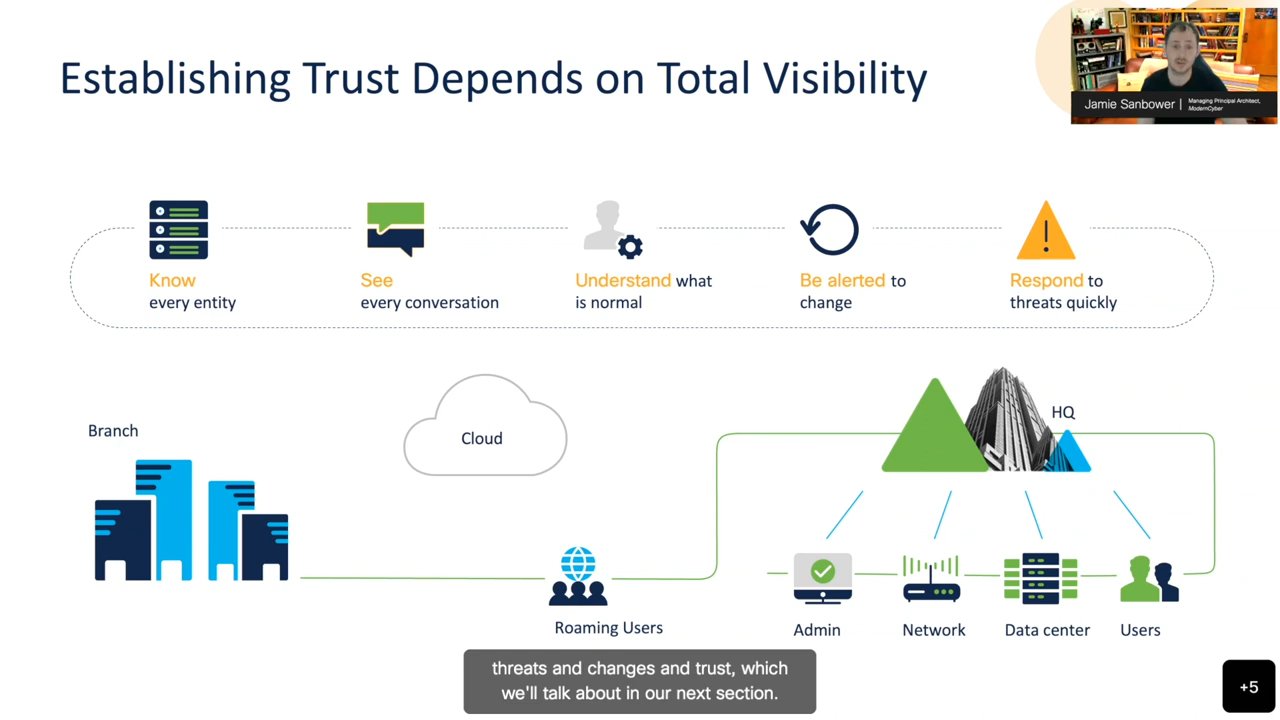 Establishing Trust Depends on Total Visibility
Jamie Sanbower |
Managing Principal Architect,
ModernCyber
Know
every entity
See
every conversation
Understand what
is normal
Be alerted to
change
Respond to
threats quickly
Branch
Cloud
HQ
Roaming Users
Admin
Network
Data center
Users
threats and changes and trust, which
we'll talk about in our next section.
+5